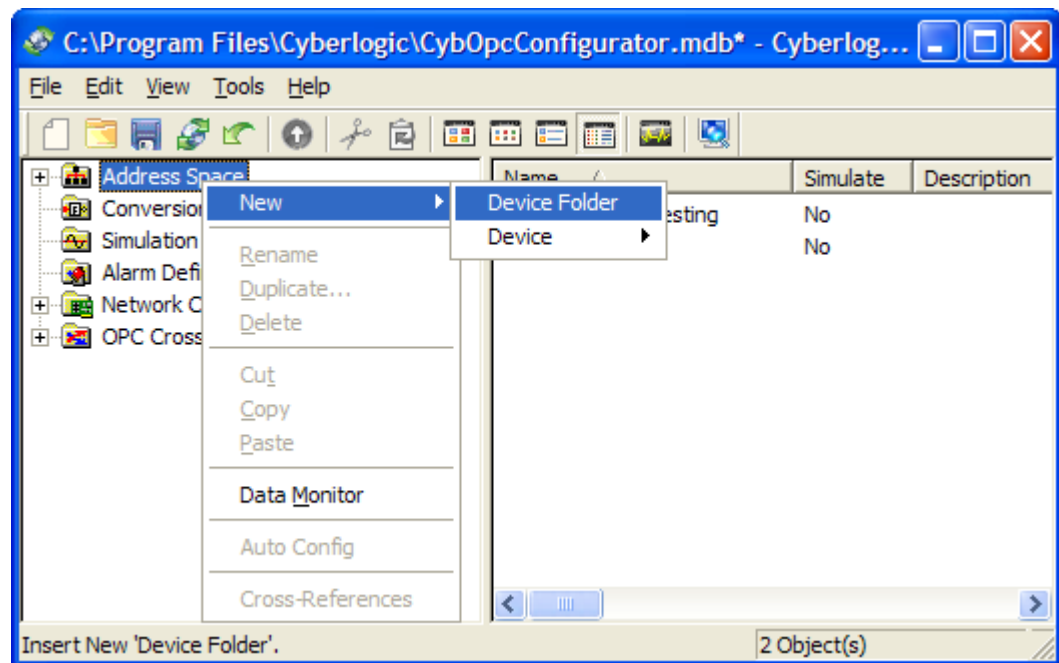 C:\Program Files\Cyberlogic\CybOpcConfigurator.mdb* - Cyberlog...
File Edit View Tools Help
Address Space
Conversion
Simulation
Alarm Defi
Network C
OPC Cross
New
Rename
Duplicate...
Delete
Cut
Copy
Paste
Data Monitor
Auto Config
Cross-References
Device Folder
Device
Name Simulate Description
esting No
No
Insert New 'Device Folder'. 2 Object(s)